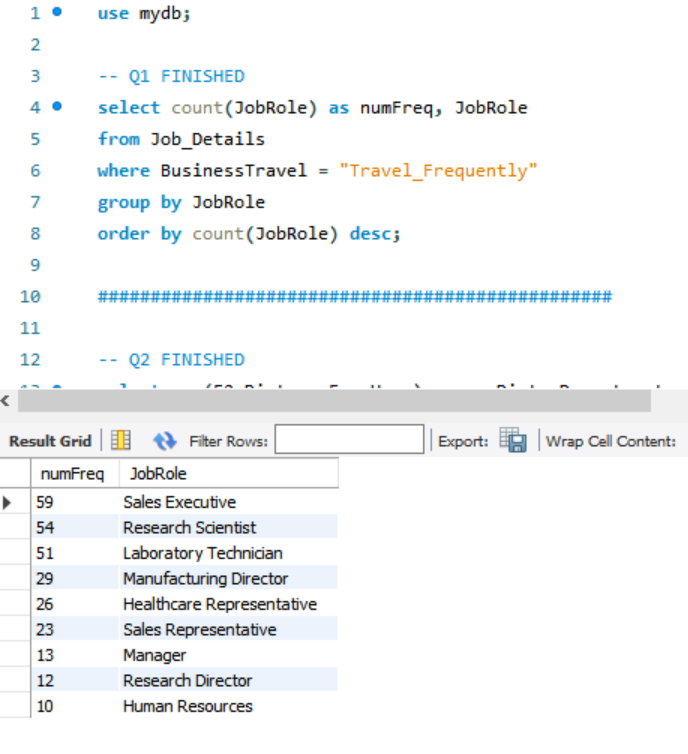 1 use mydb;
2
3 -- Q1 FINISHED
4 select count(JobRole) as numFreq, JobRole
5 from Job_Details
6 where BusinessTravel = "Travel_Frequently"
7 group by JobRole
8 order by count(JobRole) desc;
9
10 #################################################
11
12 -- Q2 FINISHED
Result Grid Filter Rows: Export: Wrap Cell Content:
numFreq JobRole
59 Sales Executive
54 Research Scientist
51 Laboratory Technician
29 Manufacturing Director
26 Healthcare Representative
23 Sales Representative
13 Manager
12 Research Director
10 Human Resources